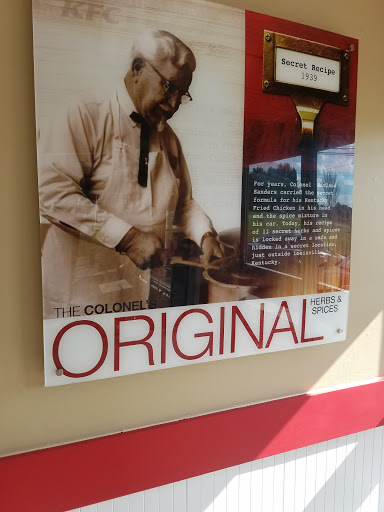 KFC
Secret Recipe
1939
For years, Colonel Harland
Sanders carried the secret
formula for his Kentucky
Fried Chicken in his head
and the spice mixture in
his car. Today, his recipe
of 11 secret herbs and spices
is locked away in a safe and
hidden in a secret location,
just outside Louisville,
Kentucky.
THE COLONEL'S
ORIGINAL
HERBS &
SPICES